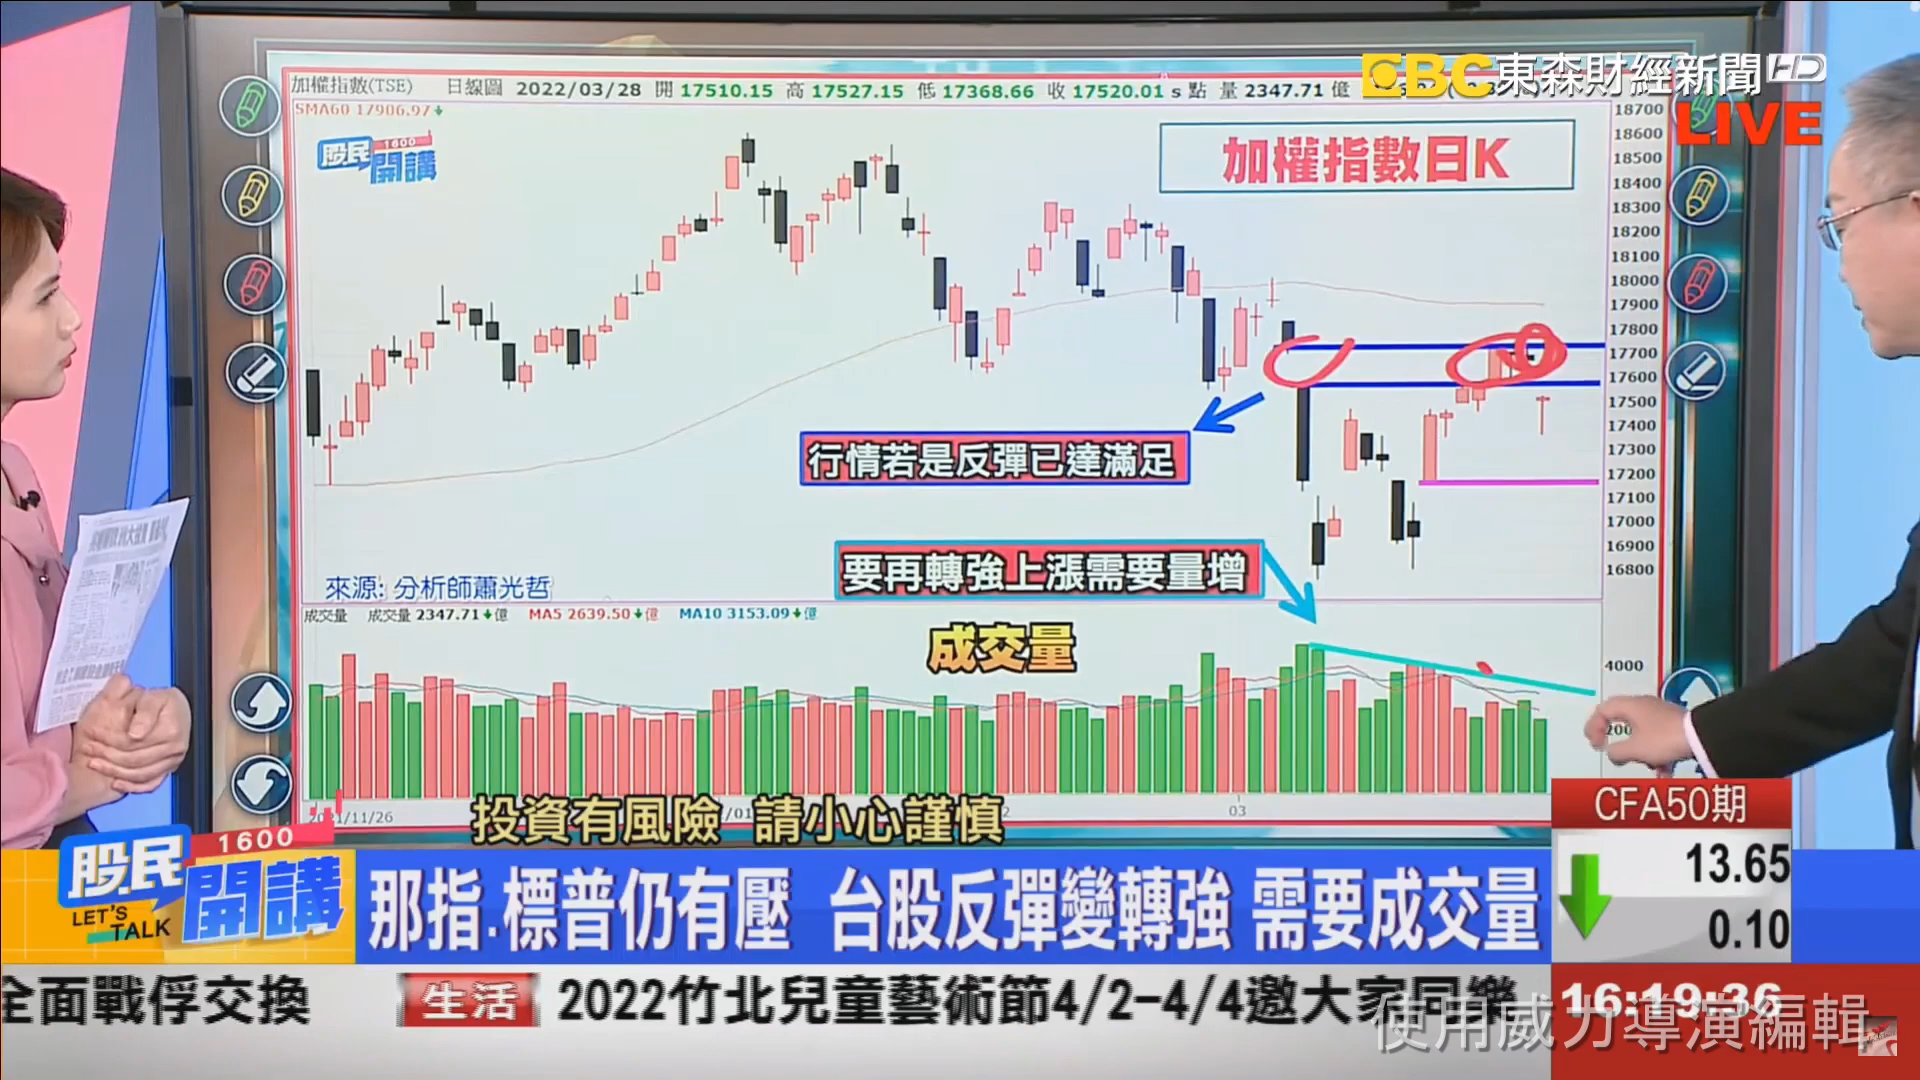 EBC 東森財經新聞 HD
LIVE
加權指數(TSE) 日線圖 2022/03/28 開 17510.15 高 17527.15 低 17368.66 收 17520.01 s 點 量 2347.71 億
SMA60 17906.97
股民 1600 開講
加權指數日K
18700
18600
18500
18400
18300
18200
18100
18000
17900
17800
17700
17600
17500
17400
17300
17200
17100
17000
16900
16800
行情若是反彈已達滿足
要再轉強上漲需要量增
來源: 分析師蕭光哲
成交量 成交量 2347.71億 MA5 2639.50億 MA10 3153.09億
成交量
4000
03
投資有風險 請小心謹慎
CFA50期
13.65
0.10
股民 1600 開講
LET'S TALK
那指.標普仍有壓 台股反彈變轉強 需要成交量
全面戰俘交換 生活 2022竹北兒童藝術節4/2-4/4邀大家同樂
16:19:36
使用威力導演編輯